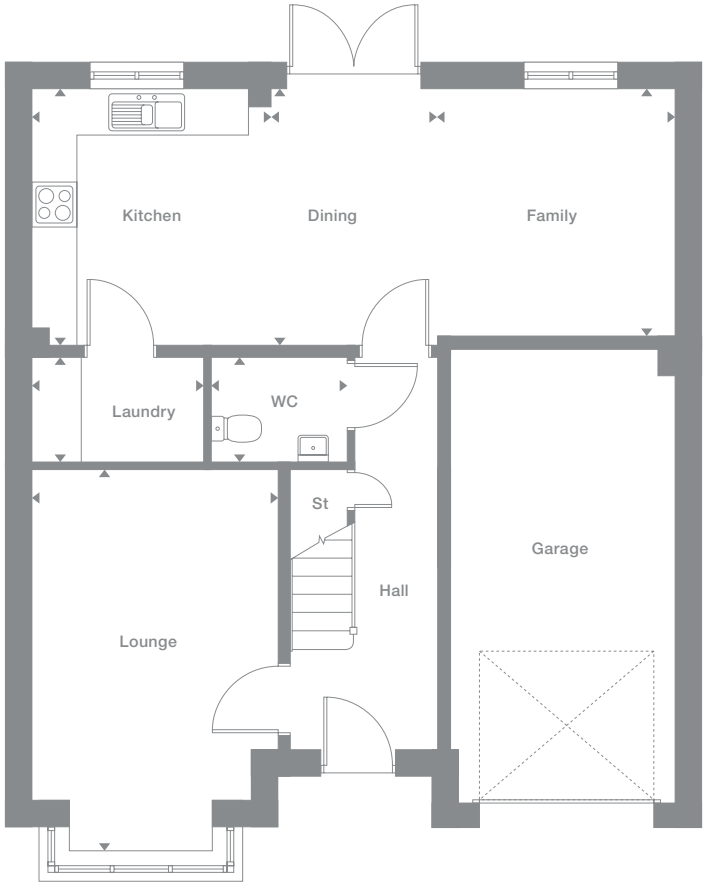 Kitchen
Dining
Family
Laundry
WC
St
Garage
Hall
Lounge